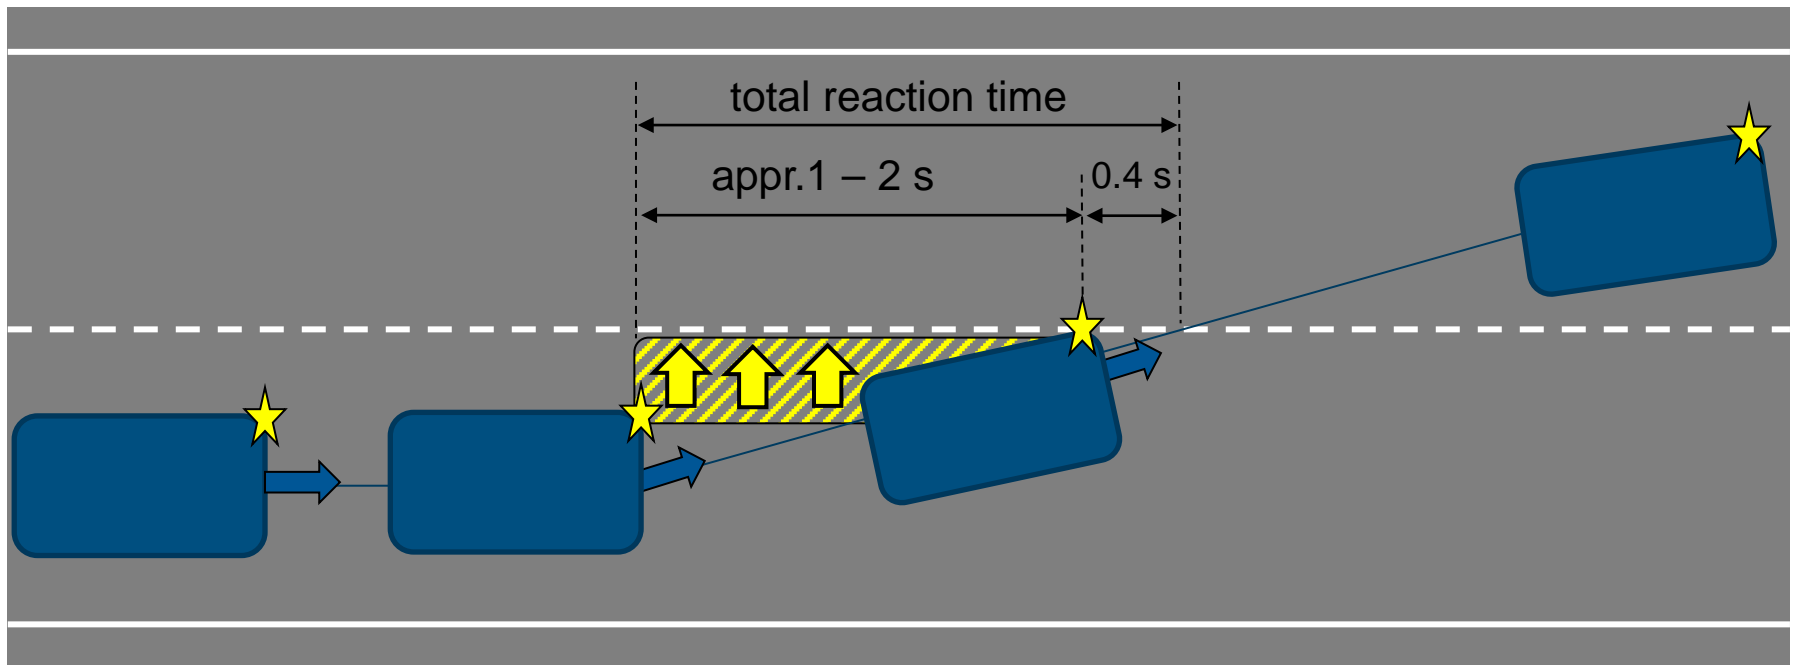 total reaction time
appr.1 – 2 s
0.4 s